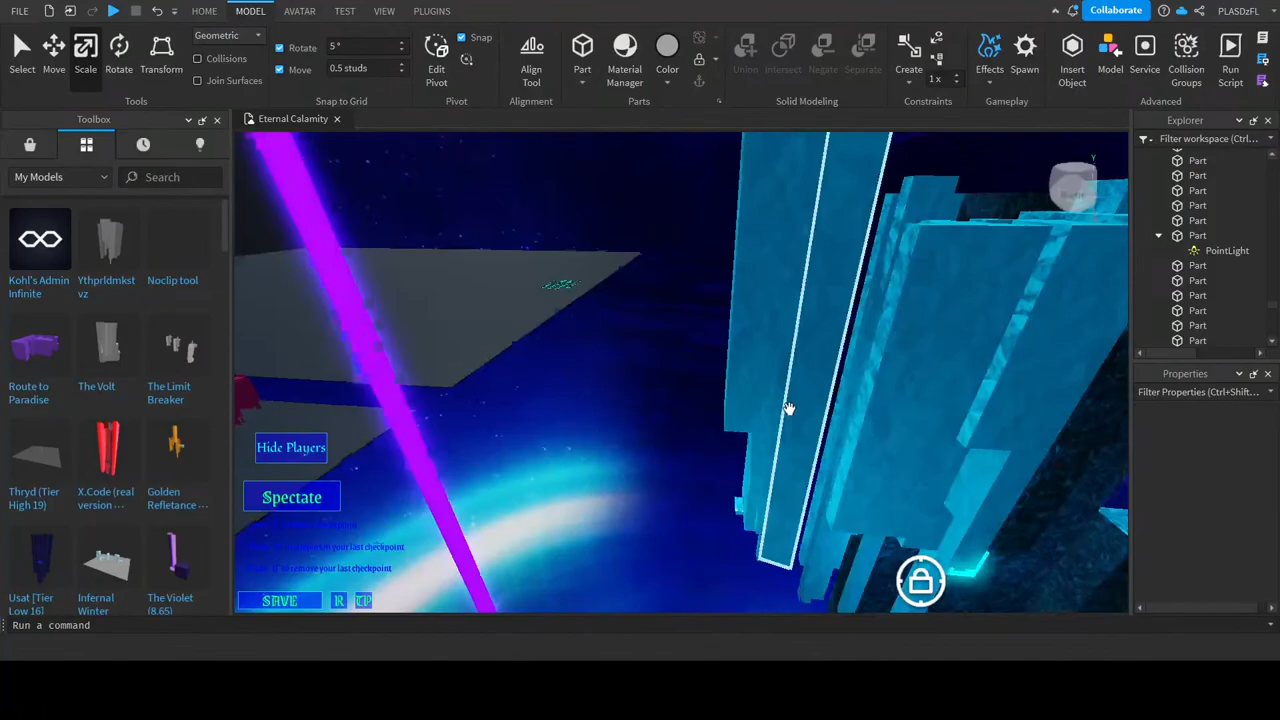 FILE HOME MODEL AVATAR TEST VIEW PLUGINS Collaborate PLASDzFL
Select Move Scale Rotate Transform
Geometric
Collisions
Join Surfaces
Rotate 5 °
Move 0.5 studs
Edit Pivot
Snap
Align Tool
Part Material Manager Color
Union Intersect Negate Separate
Create 1 x
Effects Spawn
Insert Object Model Service Collision Groups Run Script
Tools Snap to Grid Pivot Alignment Parts Solid Modeling Constraints Gameplay Advanced
Toolbox
Eternal Calamity
Explorer
My Models
Search
Filter workspace (Ctrl+...
Kohl's Admin Infinite
Ythprldmkst vz
Noclip tool
Route to Paradise
The Volt
The Limit Breaker
Thryd (Tier High 19)
X.Code (real version ...
Golden Refletance ...
Usat [Tier Low 16]
Infernal Winter
The Violet (8.65)
Hide Players
Spectate
your last checkpoint
to remove your last checkpoint
SAVE R TP
Part
Part
Part
Part
Part
Part
PointLight
Part
Part
Part
Part
Part
Part
Properties
Filter Properties (Ctrl+Shift...
Run a command